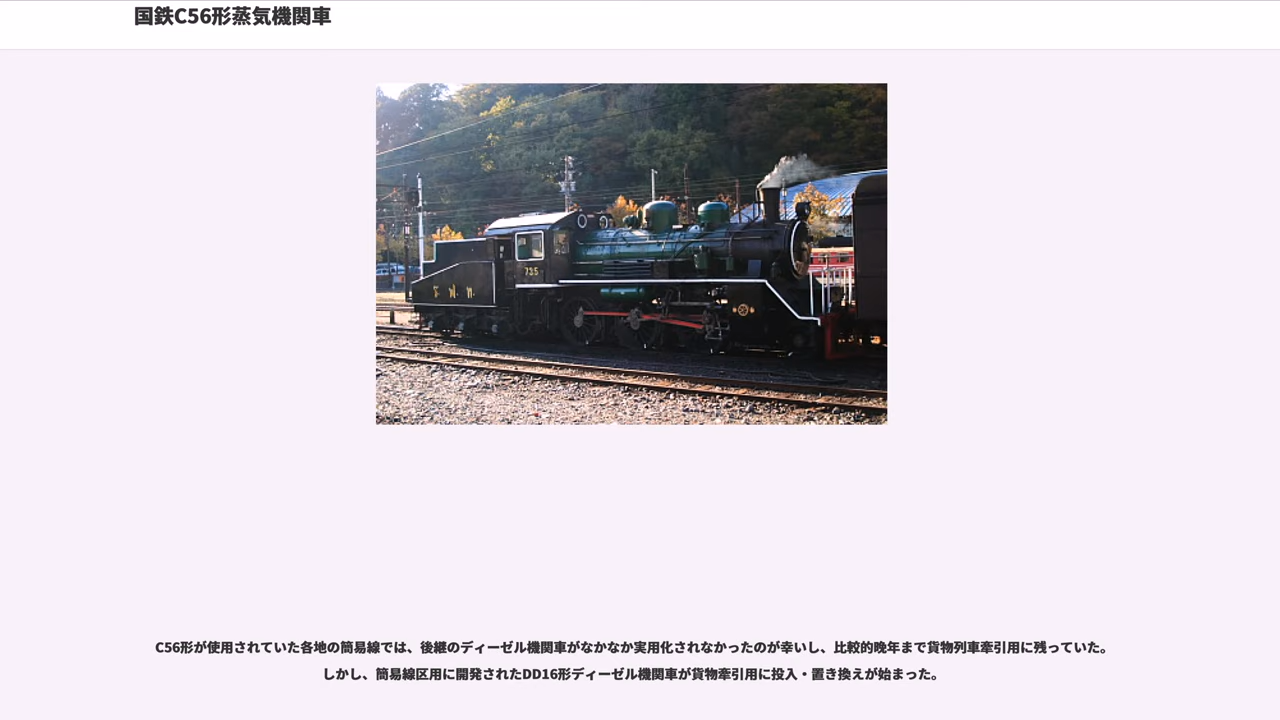 国鉄C56形蒸気機関車
735
ร. ฟ. ท.
C56形が使用されていた各地の簡易線では、後継のディーゼル機関車がなかなか実用化されなかったのが幸いし、比較的晩年まで貨物列車牽引用に残っていた。
しかし、簡易線区用に開発されたDD16形ディーゼル機関車が貨物牽引用に投入・置き換えが始まった。